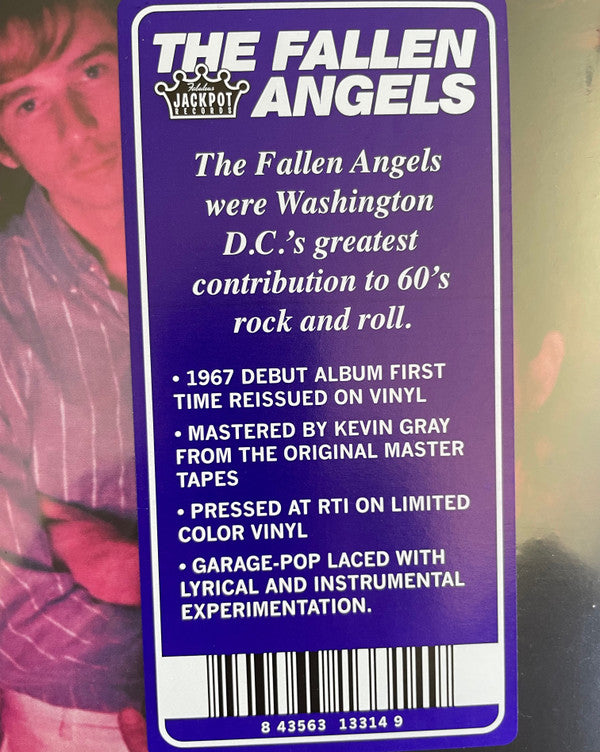 THE FALLEN
ANGELS
Fabulous
JACKPOT
RECORDS
The Fallen Angels
were Washington
D.C.'s greatest
contribution to 60's
rock and roll.
• 1967 DEBUT ALBUM FIRST
TIME REISSUED ON VINYL
• MASTERED BY KEVIN GRAY
FROM THE ORIGINAL MASTER
TAPES
• PRESSED AT RTI ON LIMITED
COLOR VINYL
• GARAGE-POP LACED WITH
LYRICAL AND INSTRUMENTAL
EXPERIMENTATION.
8 43563 13314 9